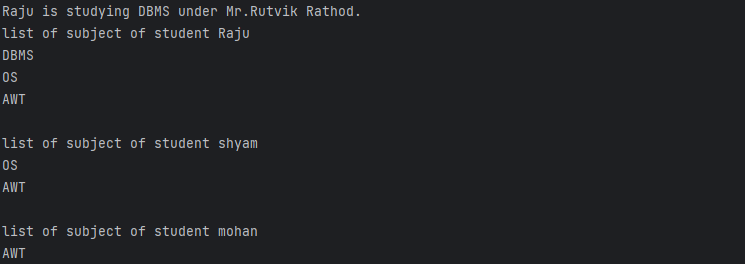 Raju is studying DBMS under Mr.Rutvik Rathod.
list of subject of student Raju
DBMS
OS
AWT
list of subject of student shyam
OS
AWT
list of subject of student mohan
AWT